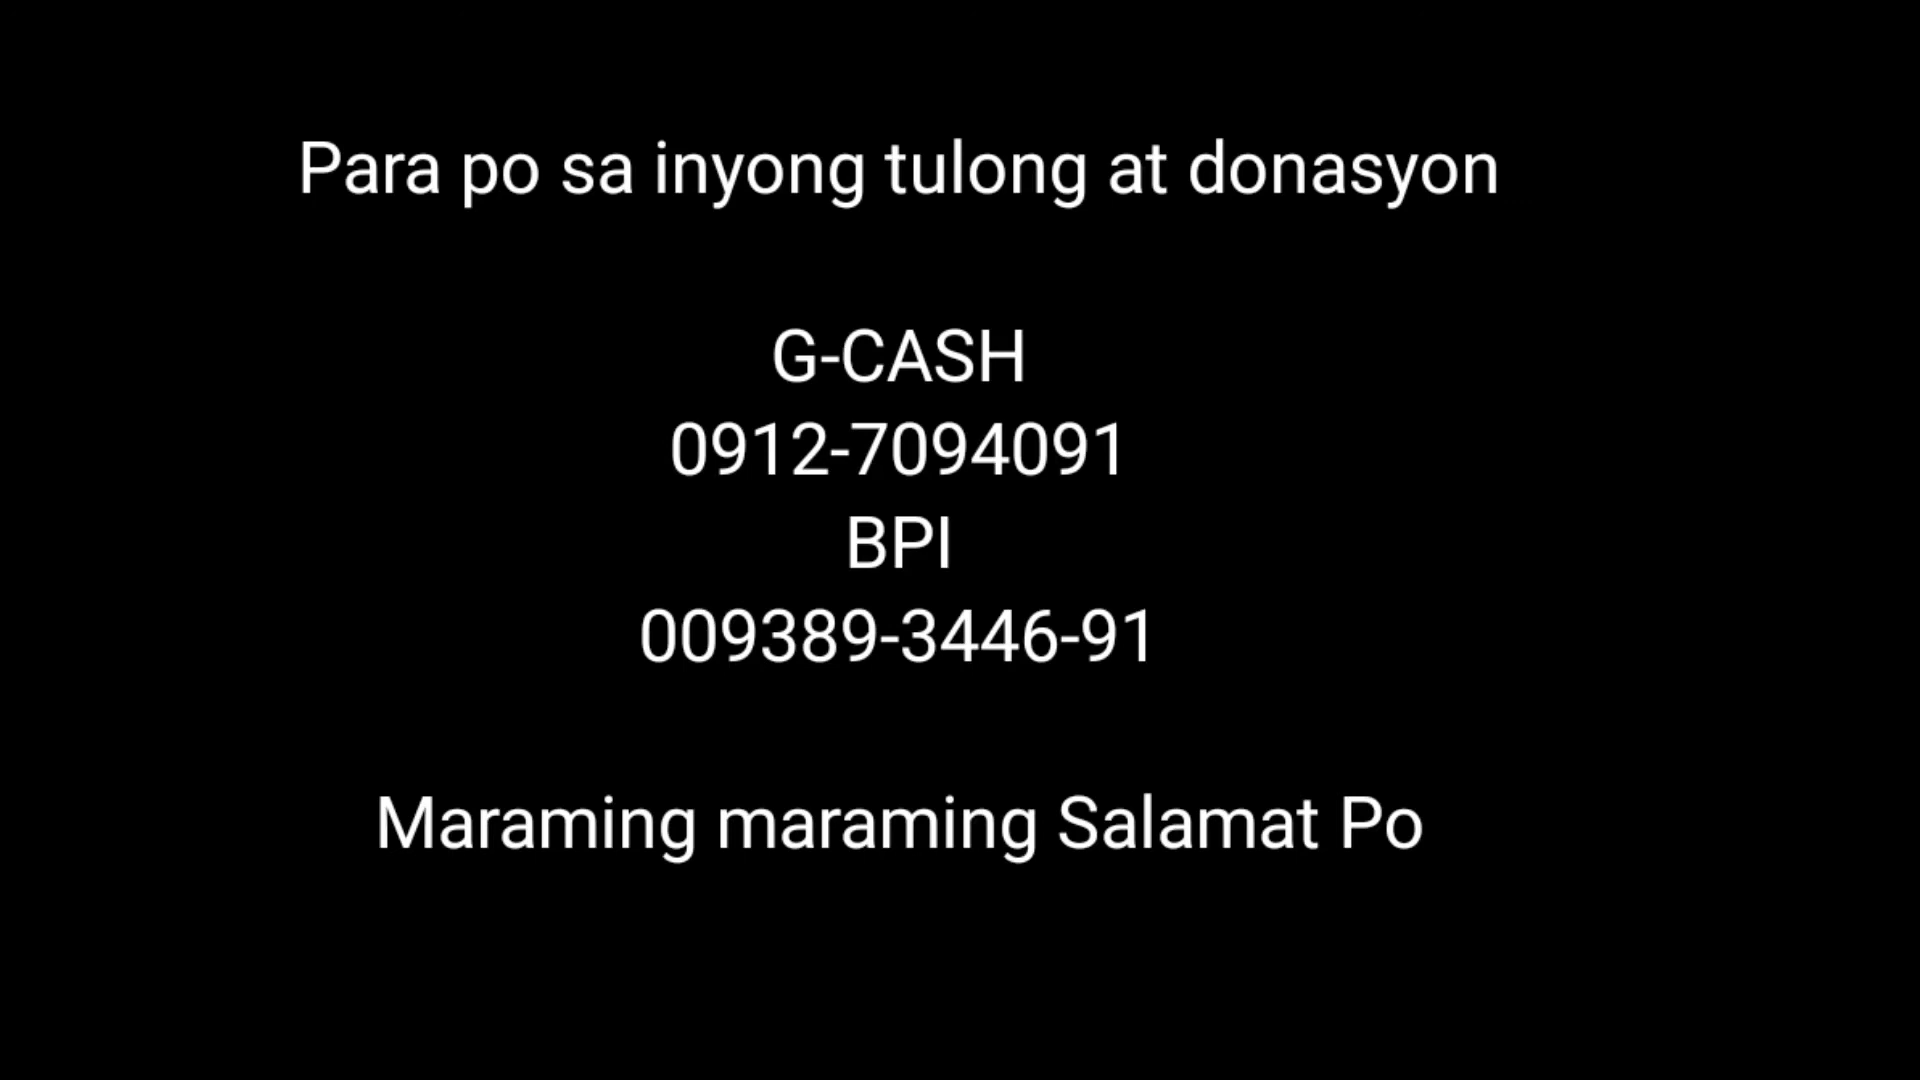 Para po sa inyong tulong at donasyon
G-CASH
0912-7094091
BPI
009389-3446-91
Maraming maraming Salamat Po